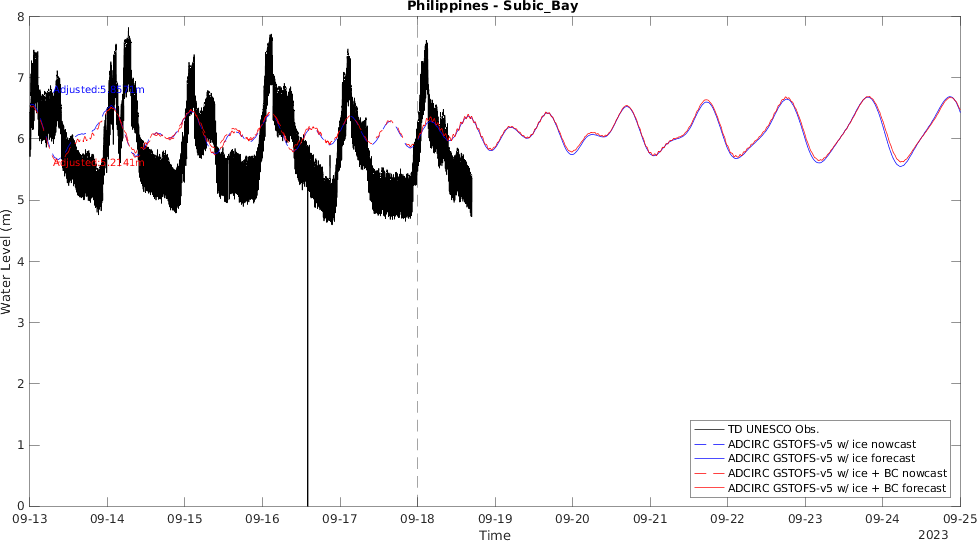 Philippines - Subic_Bay
Water Level (m)
8
7
6
5
4
3
2
1
0
09-13
09-14
09-15
09-16
09-17
09-18
09-19
09-20
09-21
09-22
09-23
09-24
09-25
Time
2023
TD UNESCO Obs.
ADCIRC GSTOFS-v5 w/ ice nowcast
ADCIRC GSTOFS-v5 w/ ice forecast
ADCIRC GSTOFS-v5 w/ ice + BC nowcast
ADCIRC GSTOFS-v5 w/ ice + BC forecast